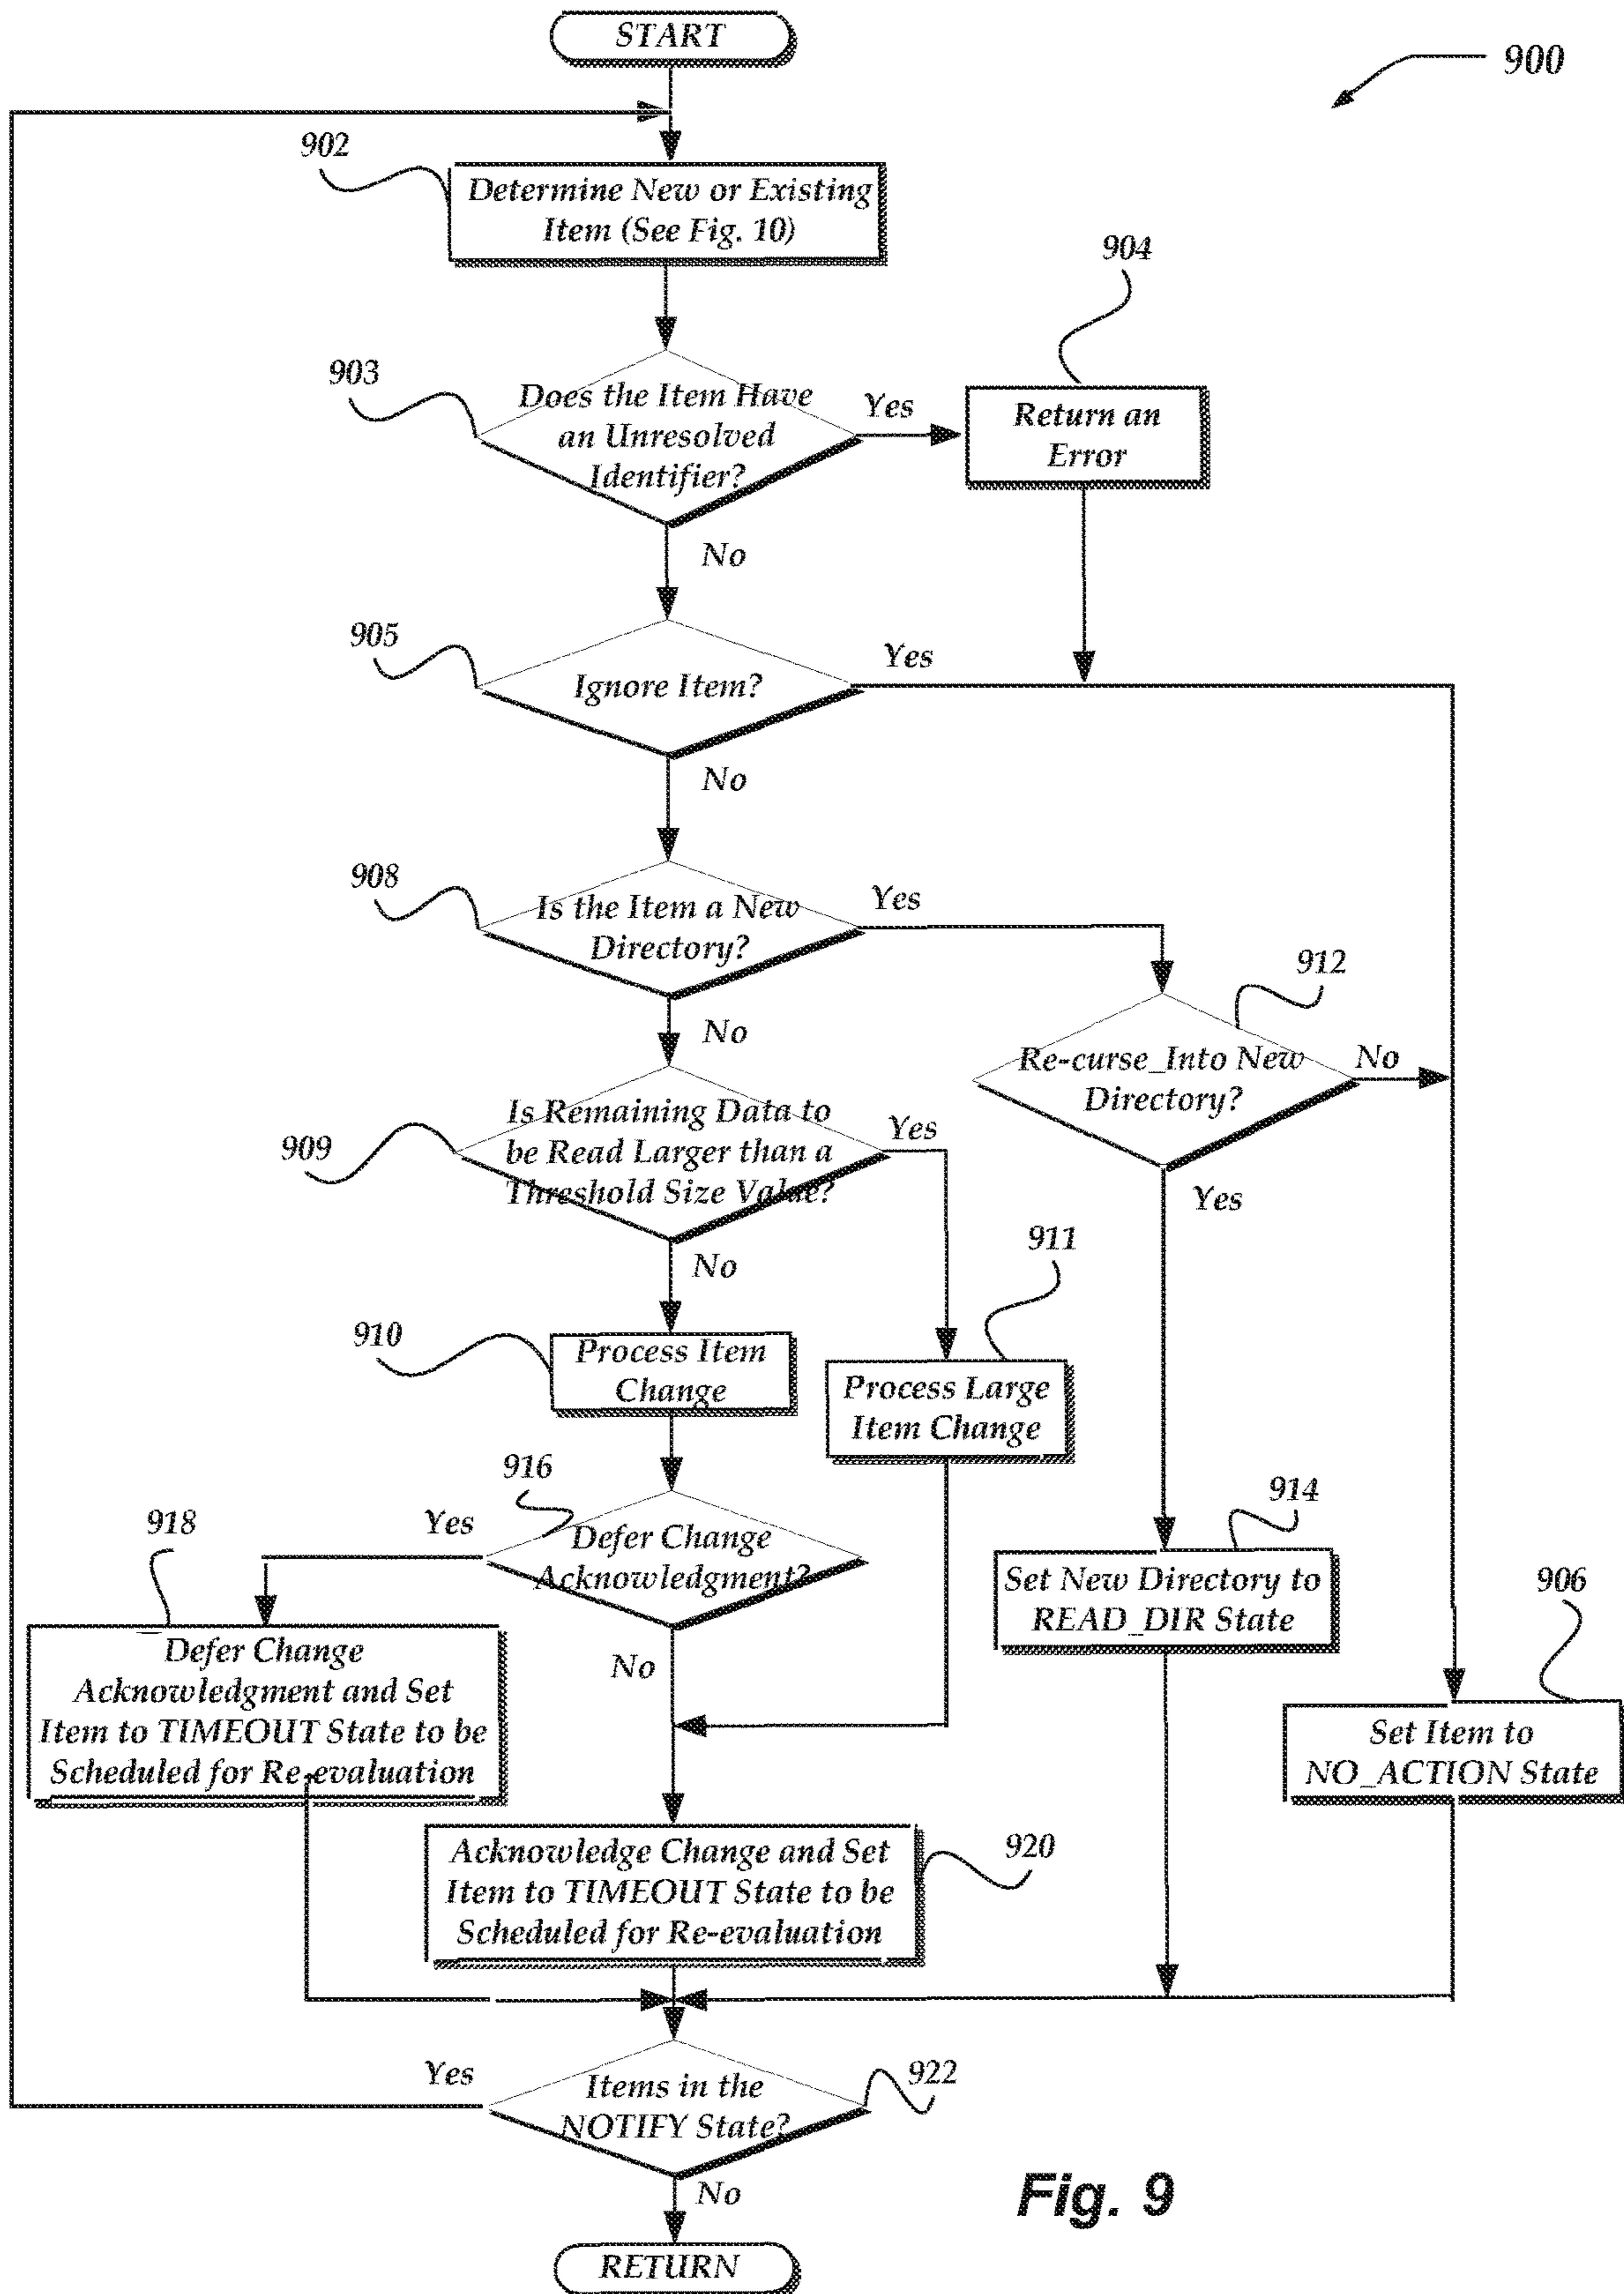 START
900
902
Determine New or Existing
Item (See Fig. 10)
904
903
Does the Item Have
an Unresolved
Identifier?
Yes
Return an
Error
No
905
Ignore Item?
Yes
No
908
Is the Item a New
Directory?
Yes
912
No
Re-curse_Into New
Directory?
No
909
Is Remaining Data to
be Read Larger than a
Threshold Size Value?
Yes
Yes
911
No
910
Process Item
Change
Process Large
Item Change
916
914
918
Yes
Defer Change
Acknowledgment?
Set New Directory to
READ_DIR State
906
Defer Change
Acknowledgment and Set
Item to TIMEOUT State to be
Scheduled for Re-evaluation
No
Set Item to
NO_ACTION State
Acknowledge Change and Set
Item to TIMEOUT State to be
Scheduled for Re-evaluation
920
Yes
Items in the
NOTIFY State?
922
No
Fig. 9
RETURN